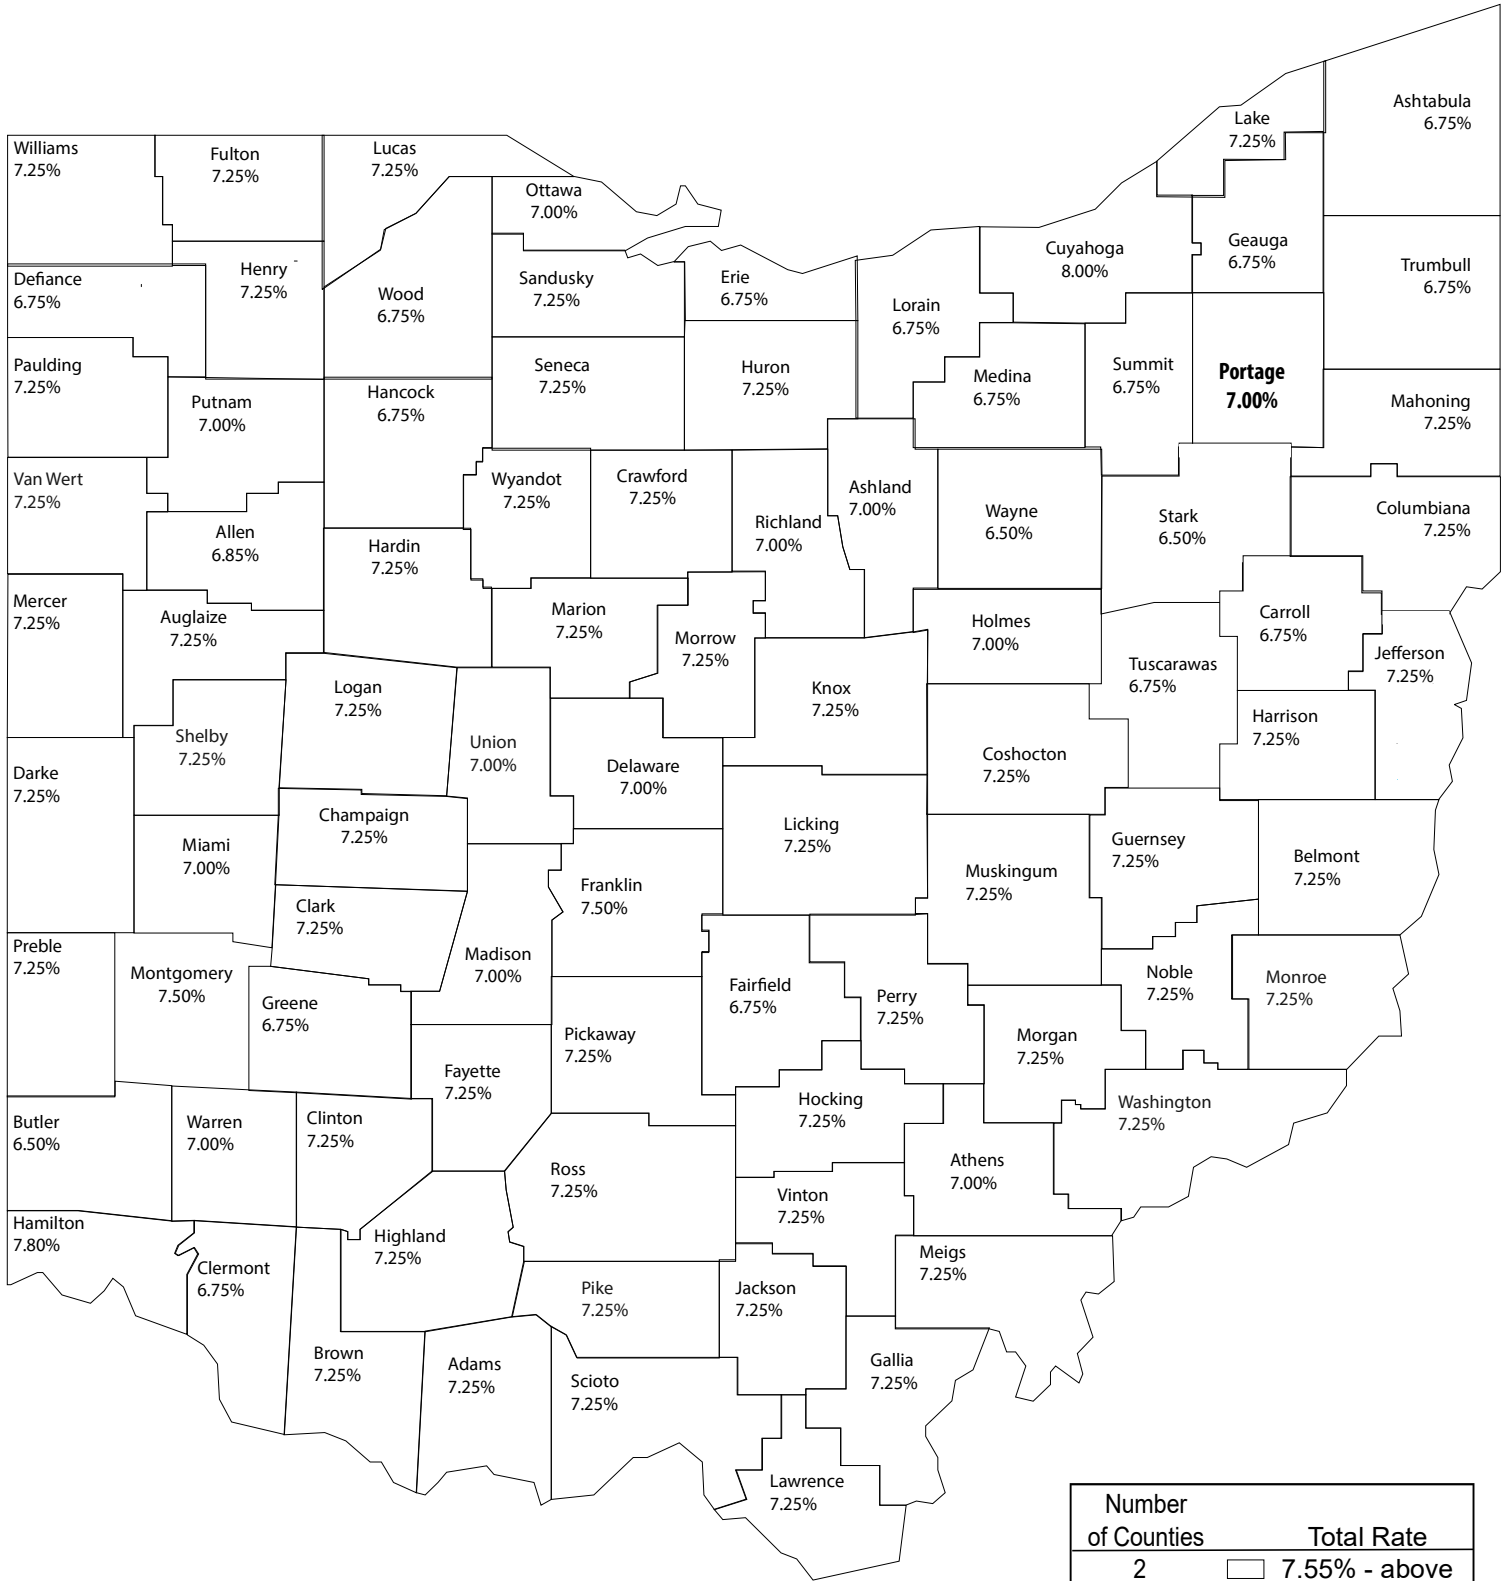 Ashtabula
6.75%
Lake
7.25%
Williams
7.25%
Fulton
7.25%
Lucas
7.25%
Ottawa
7.00%
Cuyahoga
8.00%
Geauga
6.75%
Trumbull
6.75%
Defiance
6.75%
Henry
7.25%
Wood
6.75%
Sandusky
7.25%
Erie
6.75%
Lorain
6.75%
Paulding
7.25%
Putnam
7.00%
Hancock
6.75%
Seneca
7.25%
Huron
7.25%
Medina
6.75%
Summit
6.75%
Portage
7.00%
Mahoning
7.25%
Van Wert
7.25%
Allen
6.85%
Hardin
7.25%
Wyandot
7.25%
Crawford
7.25%
Richland
7.00%
Ashland
7.00%
Wayne
6.50%
Stark
6.50%
Columbiana
7.25%
Mercer
7.25%
Auglaize
7.25%
Marion
7.25%
Morrow
7.25%
Holmes
7.00%
Tuscarawas
6.75%
Carroll
6.75%
Jefferson
7.25%
Logan
7.25%
Knox
7.25%
Harrison
7.25%
Shelby
7.25%
Union
7.00%
Delaware
7.00%
Coshocton
7.25%
Darke
7.25%
Champaign
7.25%
Licking
7.25%
Miami
7.00%
Muskingum
7.25%
Guernsey
7.25%
Belmont
7.25%
Clark
7.25%
Franklin
7.50%
Preble
7.25%
Montgomery
7.50%
Madison
7.00%
Greene
6.75%
Fairfield
6.75%
Perry
7.25%
Noble
7.25%
Monroe
7.25%
Pickaway
7.25%
Morgan
7.25%
Fayette
7.25%
Hocking
7.25%
Washington
7.25%
Butler
6.50%
Warren
7.00%
Clinton
7.25%
Ross
7.25%
Athens
7.00%
Vinton
7.25%
Hamilton
7.80%
Clermont
6.75%
Highland
7.25%
Meigs
7.25%
Pike
7.25%
Jackson
7.25%
Brown
7.25%
Adams
7.25%
Scioto
7.25%
Gallia
7.25%
Lawrence
7.25%
Number
of Counties Total Rate
2 7.55% - above